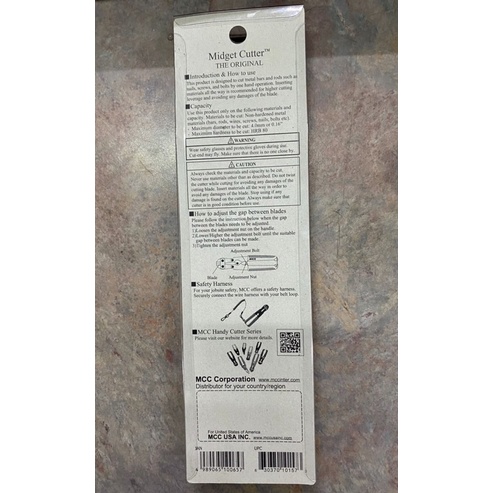 Midget Cutter™
THE ORIGINAL
■Introduction & How to use
This product is designed to cut metal bars and rods such as
nails, screws, and bolts by one hand operation. Inserting
materials all the way is recommended for higher cutting
leverage and avoiding any damages of the blade.
■Capacity
Use this product only on the following materials and
capacity. Materials to be cut: Non-hardened metal
materials (bars, rods, wires, screws, nails, bolts etc)
Maximum diameter to be cut: 4.0mm or 0.16"
Maximum hardness to be cut: HRB 80
⚠WARNING
Wear safety glasses and protective gloves during use.
Cut end may fly. Make sure that there is no one close by.
⚠CAUTION
Always check the materials and capacity to be cut.
Never use materials other than as described. Do not twist
the cutter while cutting for avoiding any damages of the
cutting blade. Insert materials all the way in order to
avoid any damages of the blade. Stop using if any
damage is found on the cutter. Always make sure that
cutter is in good condition before use.
■How to adjust the gap between blades
Please follow the instruction below when the gap
between the blades needs to be adjusted.
1)Loosen the adjustment nut on the handle.
2)Lower/Higher the adjustment bolt until the suitable
gap between blades can be made.
3)Tighten the adjustment nut
Adjustment Bolt
Blade Adjustment Nut
■Safety Harness
For your jobsite safety, MCC offers a safety harness.
Securely connect the wire harness with your belt loop.
■MCC Handy Cutter Series
Please visit our website for more details.
MCC Corporation www.mccinter.com
Distributor for your country/region
For United States of America
MCC USA INC. www.mccusainc.com
JAN UPC
4 989065 100657
6 30370 10157